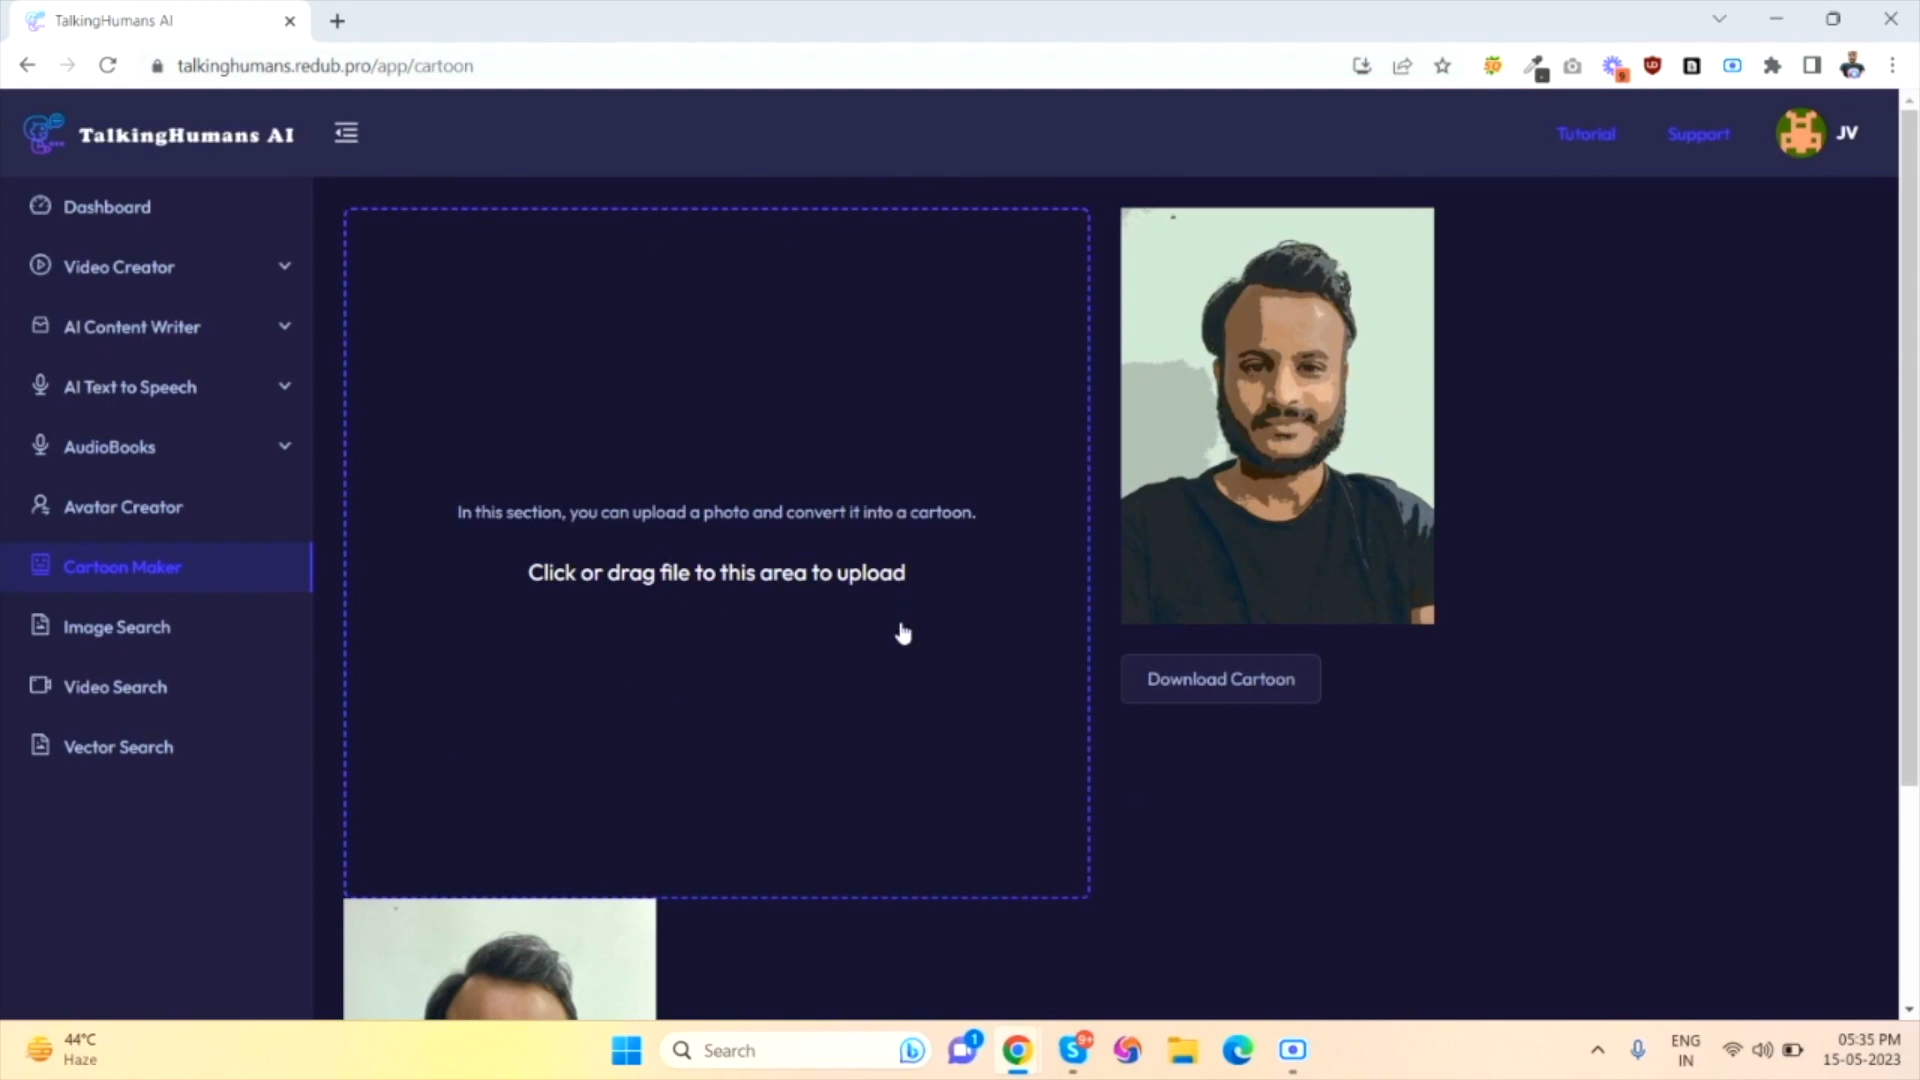 TalkingHumans AI
talkinghumans.redub.pro/app/cartoon
TalkingHumans AI
Tutorial
Support
JV
Dashboard
Video Creator
AI Content Writer
AI Text to Speech
AudioBooks
Avatar Creator
Cartoon Maker
Image Search
Video Search
Vector Search
In this section, you can upload a photo and convert it into a cartoon.
Click or drag file to this area to upload
Download Cartoon
44°C
Haze
Search
1
9+
ENG
IN
05:35 PM
15-05-2023